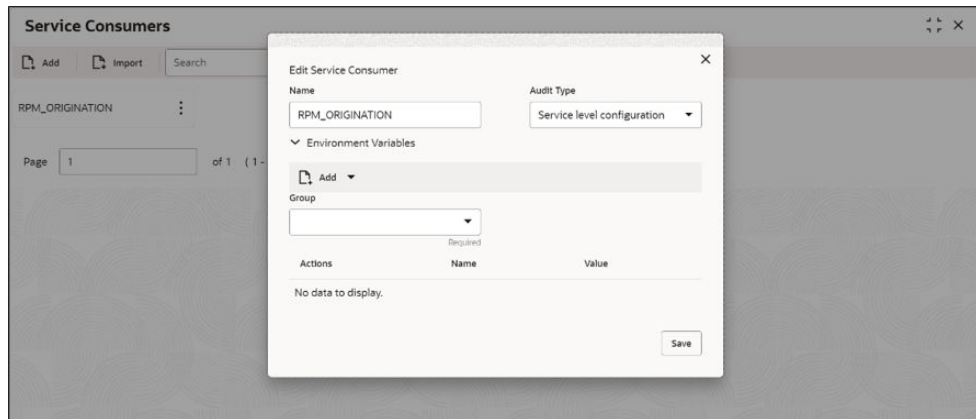 Service Consumers
Add Import Search
RPM_ORIGINATION
Page 1 of 1 (1-
Edit Service Consumer
Name Audit Type
RPM_ORIGINATION Service level configuration
Environment Variables
Add
Group
Required
Actions Name Value
No data to display.
Save